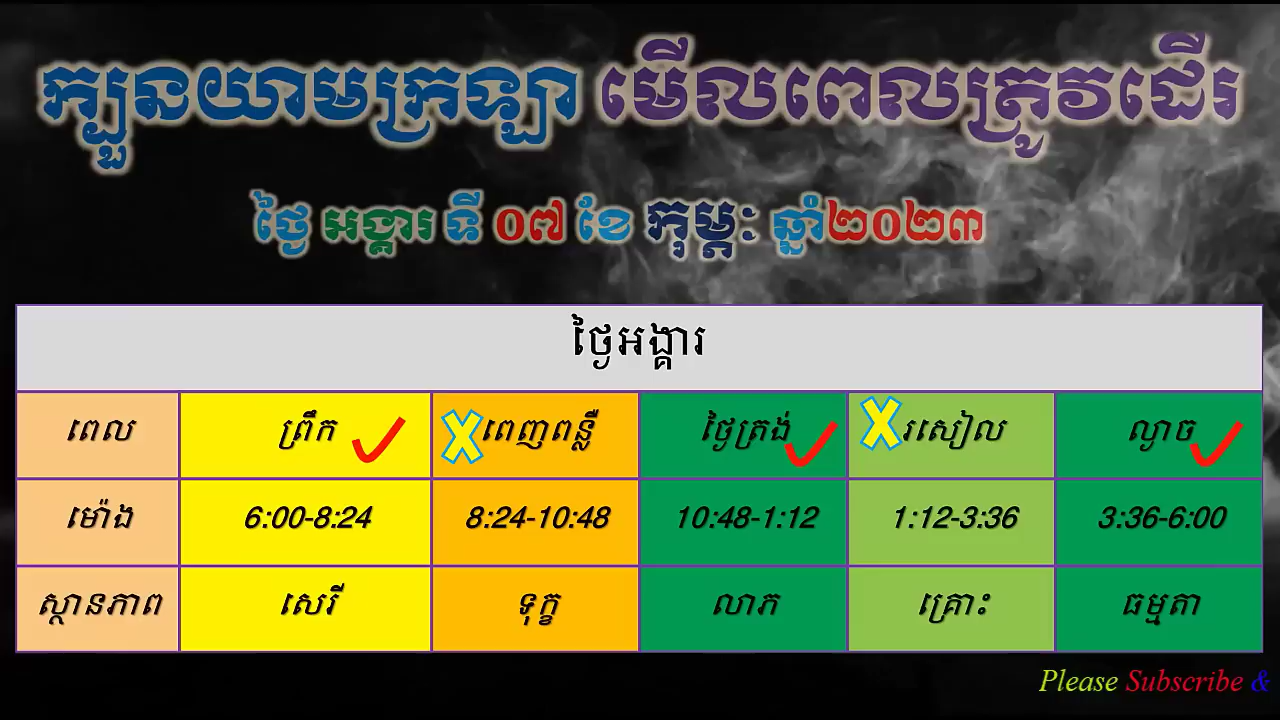 ក្បួនយាមក្រឡា មើលពេលត្រូវដើរ
ថ្ងៃ អង្គារ ទី ០៧ ខែ កុម្ភៈ ឆ្នាំ២០២៣
ថ្ងៃអង្គារ
ពេល ព្រឹក ពេញពន្លឺ ថ្ងៃត្រង់ រសៀល ល្ងាច
ម៉ោង 6:00-8:24 8:24-10:48 10:48-1:12 1:12-3:36 3:36-6:00
ស្ថានភាព សេរី ទុក្ខ លាភ គ្រោះ ធម្មតា
Please Subscribe &